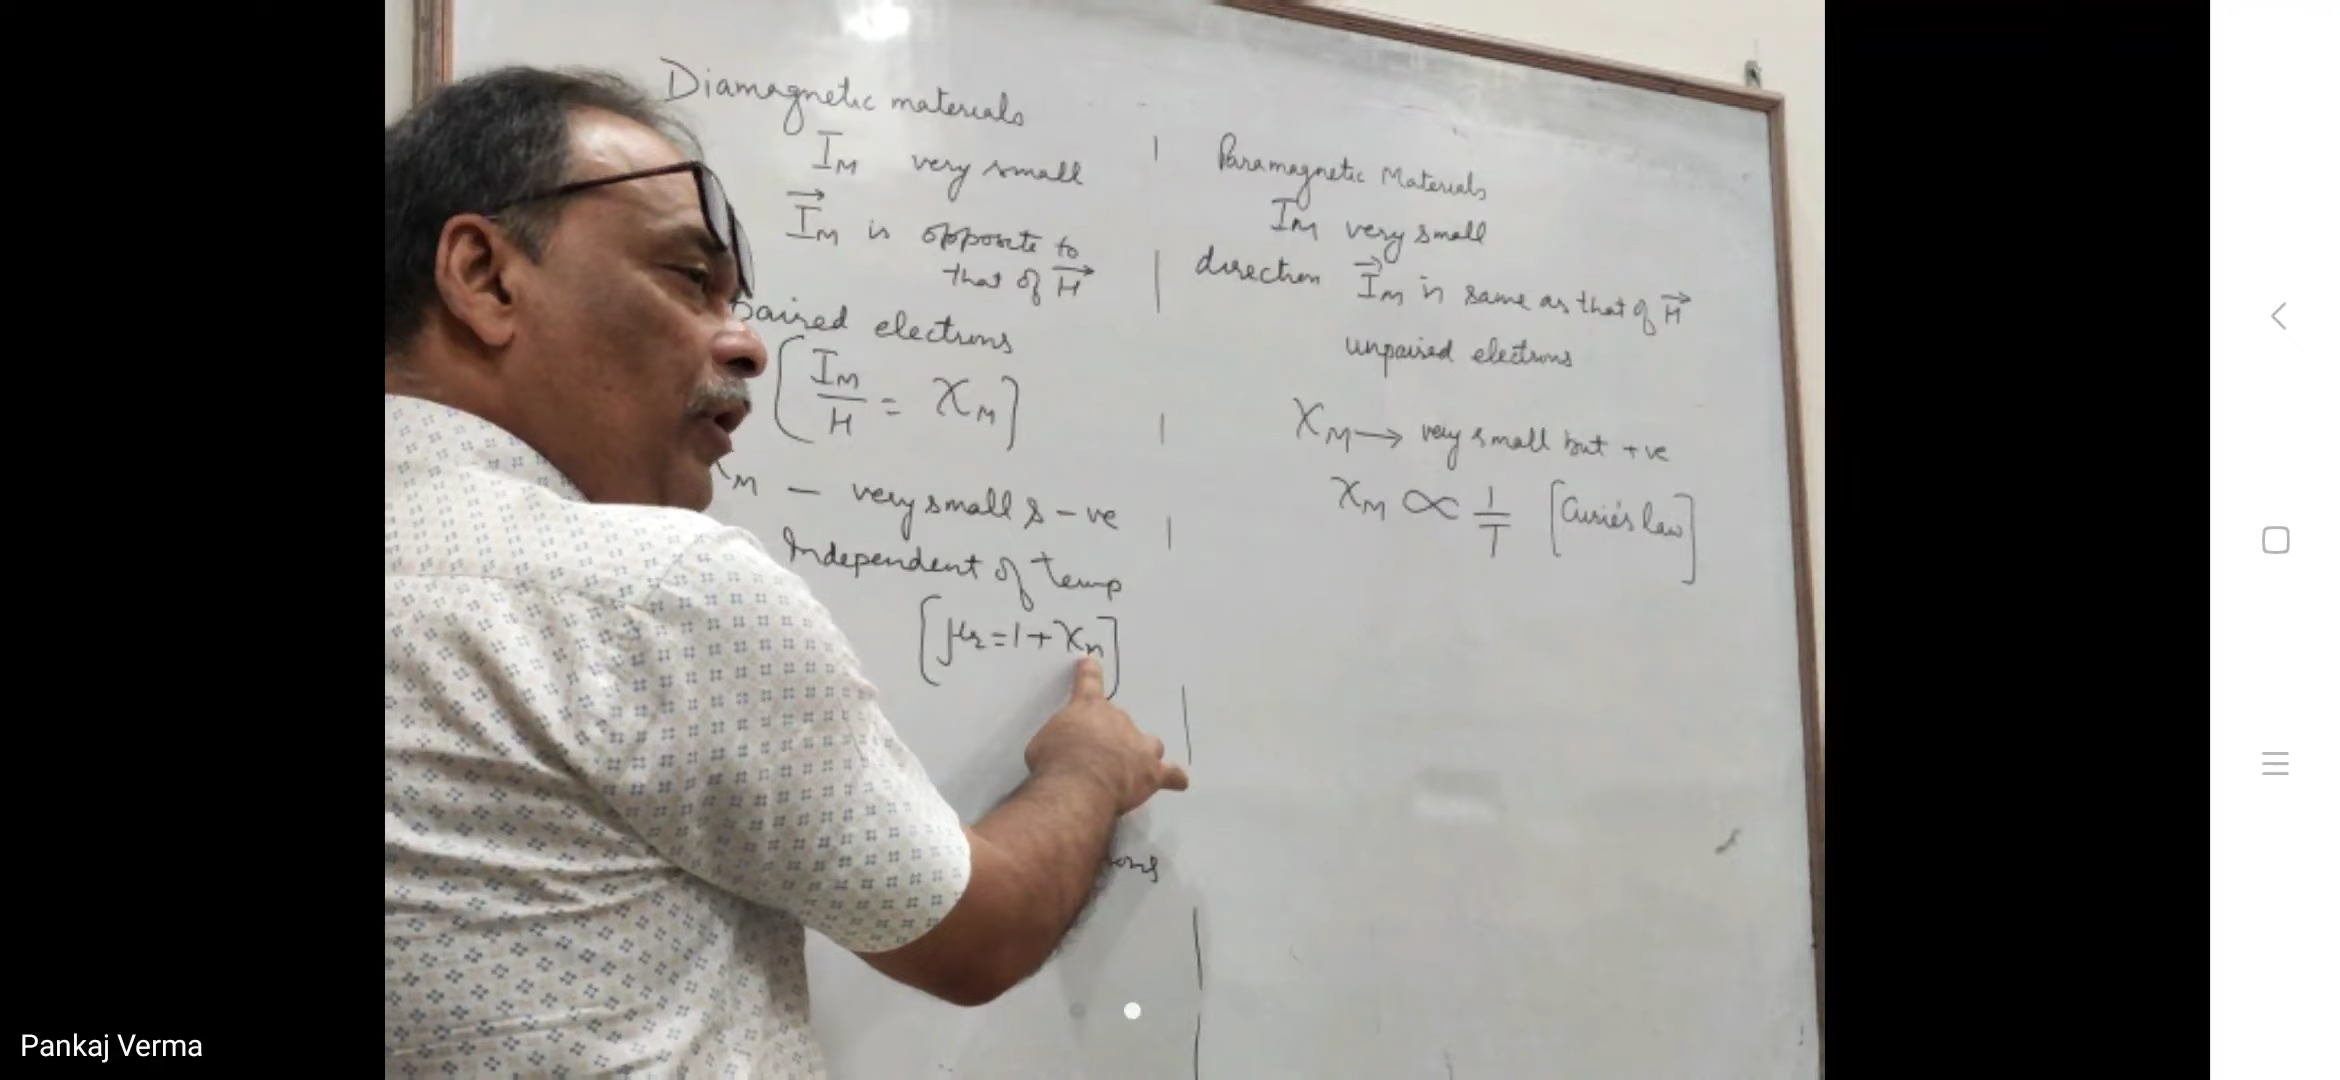 Diamagnetic materials
I_M very small
I_M is opposite to
that of H
paired electrons
[I_M / H = χ_M]
χ_M – very small & -ve
Independent of temp
[μr = 1 + χ_m]
Paramagnetic Materials
I_M very small
direction I_M is same as that of H
unpaired electrons
χ_M → very small but +ve
χ_M ∝ 1/T [Curie's law]
Pankaj Verma